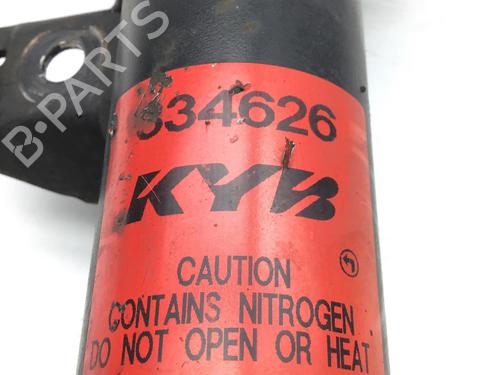 334626
KYB
CAUTION
CONTAINS NITROGEN
DO NOT OPEN OR HEAT
B-PARTS